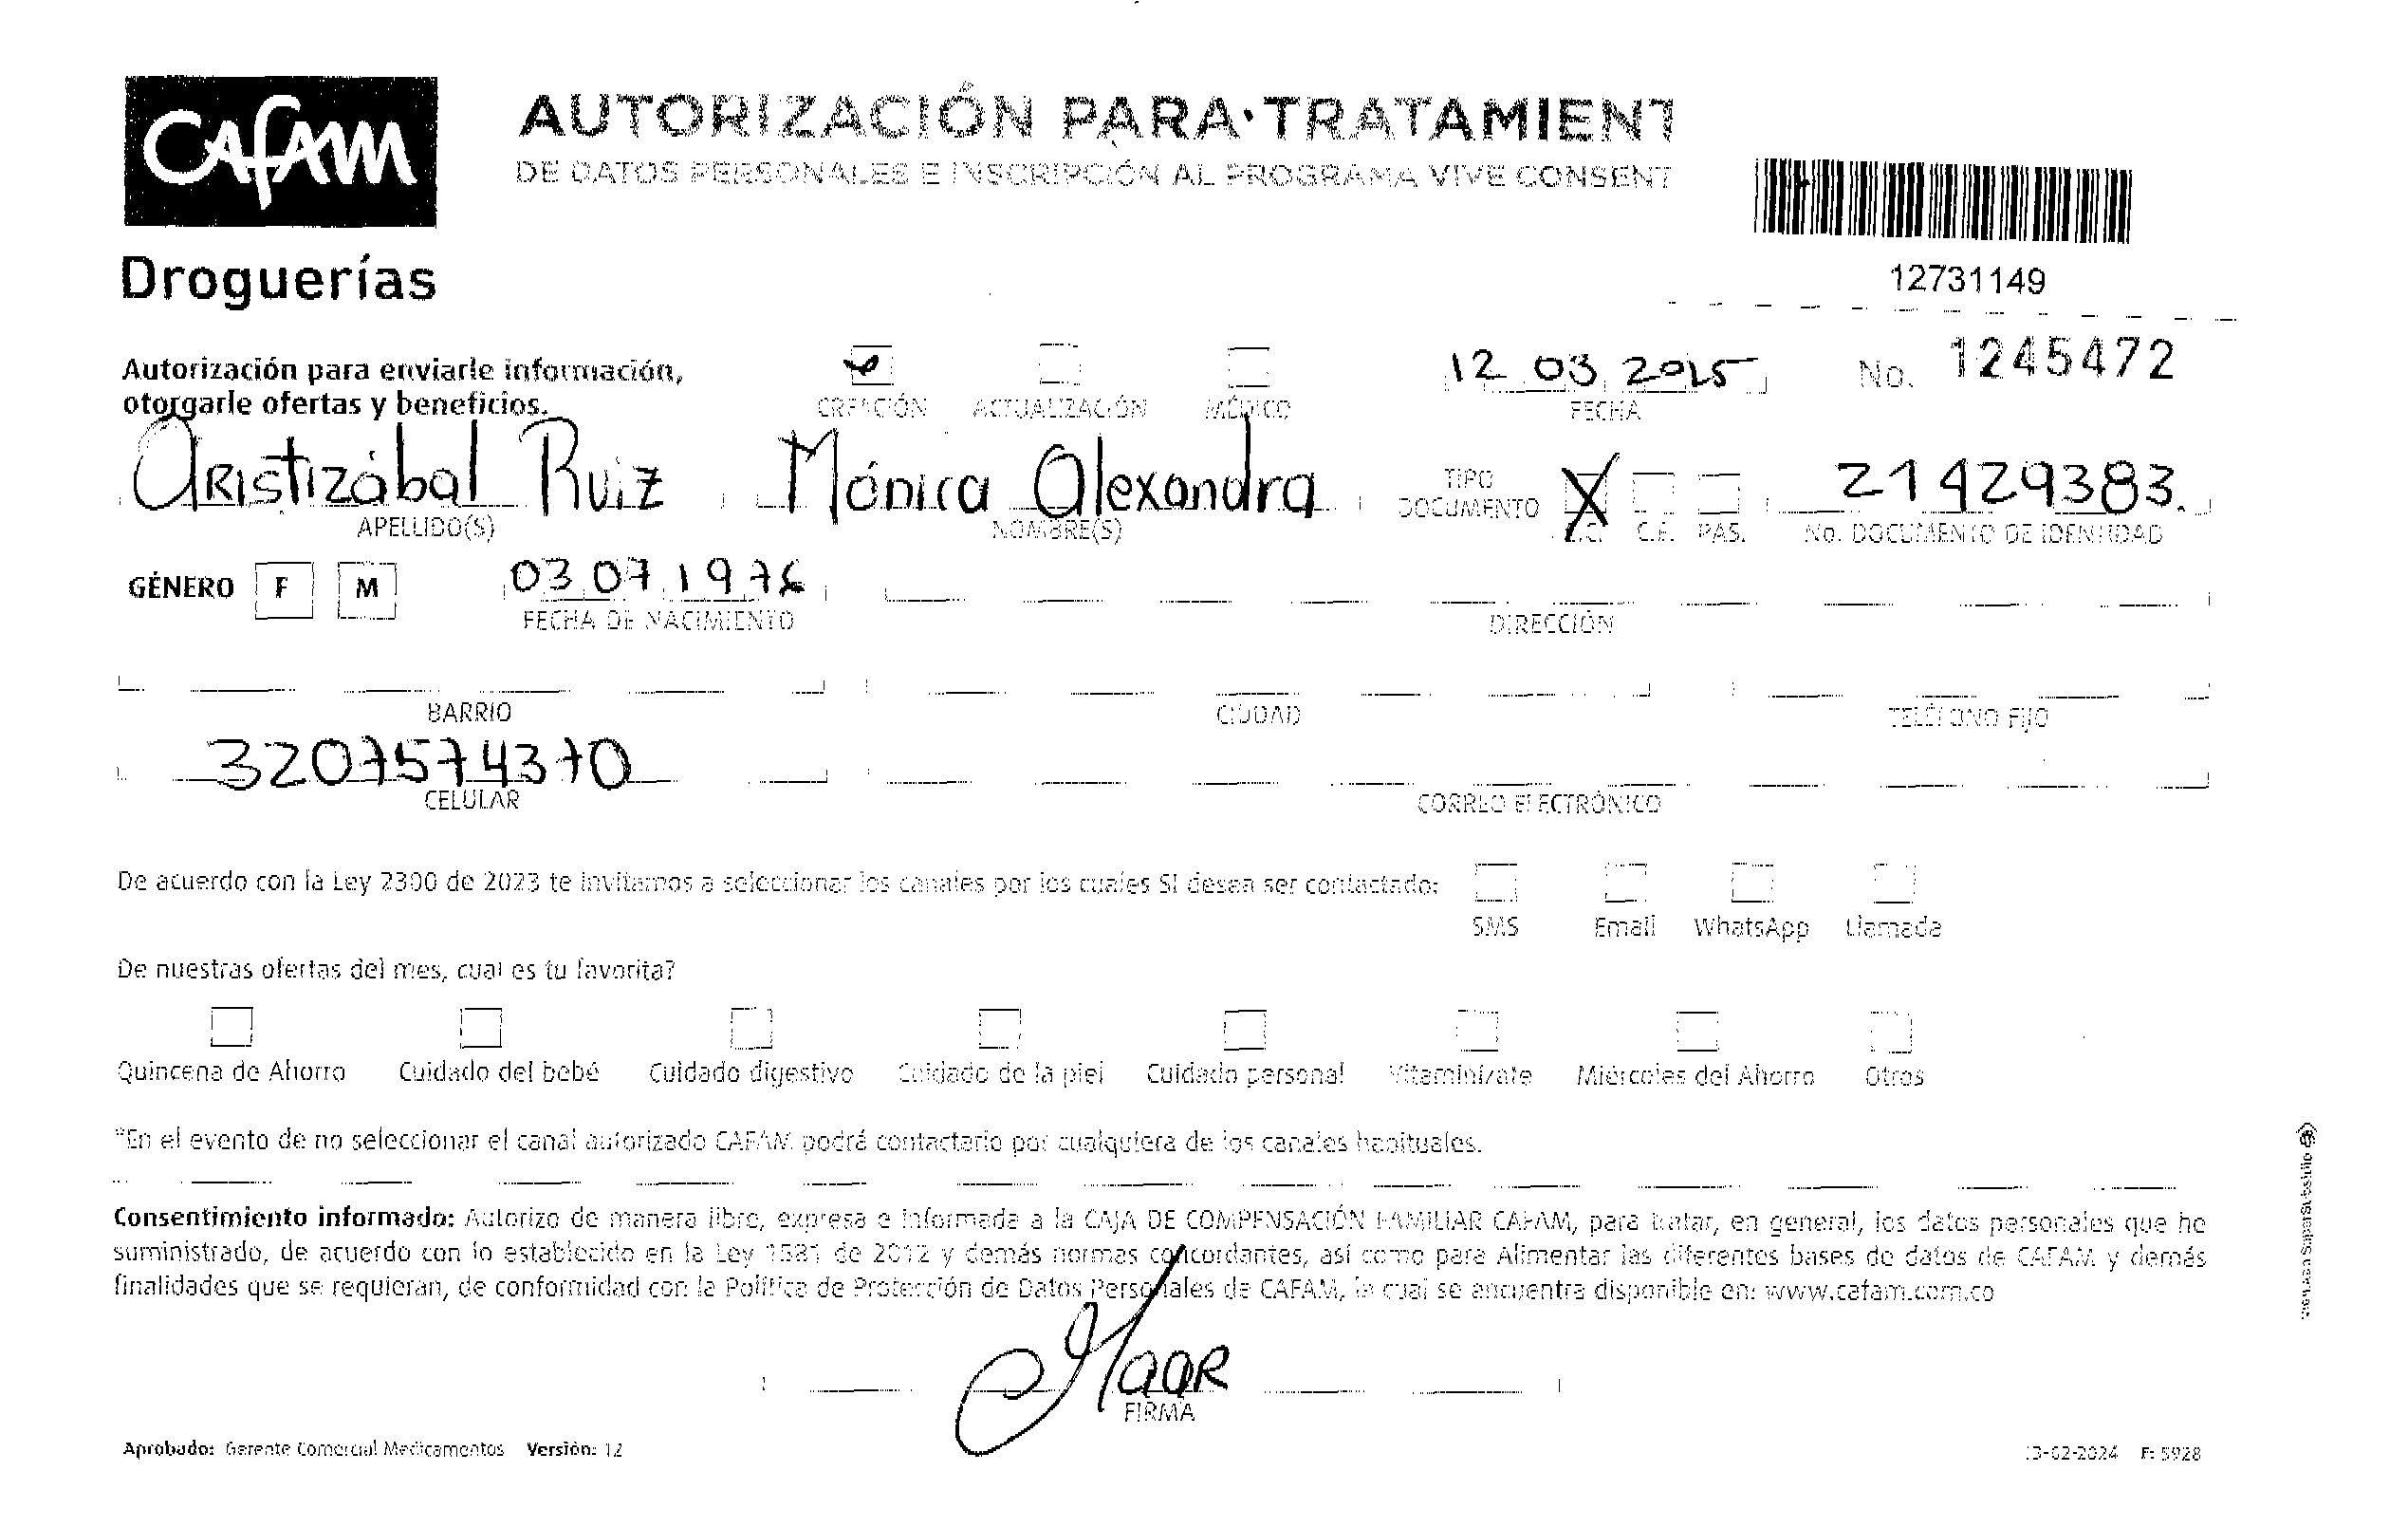 Cafam
AUTORIZACIÓN PARA TRATAMIENT
DE DATOS PERSONALES E INSCRIPCIÓN AL PROGRAMA VIVE CONSENT
Droguerías
12731149
Autorización para enviarle información,
otorgarle ofertas y beneficios.
CREACIÓN ACTUALIZACIÓN MÉDICO
12 03 2025
FECHA
No. 1245472
Aristizábal Ruiz Mónica Alexandra
APELLIDO(S) NOMBRE(S)
TIPO
DOCUMENTO
X
C.C. C.E. PAS.
21429383.
No. DOCUMENTO DE IDENTIDAD
GÉNERO F M
03 07 1976
FECHA DE NACIMIENTO
DIRECCIÓN
BARRIO CIUDAD TELÉFONO FIJO
3207574370
CELULAR CORREO ELECTRÓNICO
De acuerdo con la Ley 2300 de 2023 te invitamos a seleccionar los canales por los cuales SI desea ser contactado:
SMS Email WhatsApp Llamada
De nuestras ofertas del mes, cual es tu favorita?
Quincena de Ahorro Cuidado del bebé Cuidado digestivo Cuidado de la piel Cuidado personal Vitaminízate Miércoles del Ahorro Otros
*En el evento de no seleccionar el canal autorizado CAFAM podrá contactarlo por cualquiera de los canales habituales.
Consentimiento informado: Autorizo de manera libre, expresa e informada a la CAJA DE COMPENSACIÓN FAMILIAR CAFAM, para tratar, en general, los datos personales que he
suministrado, de acuerdo con lo establecido en la Ley 1581 de 2012 y demás normas concordantes, así como para Alimentar las diferentes bases de datos de CAFAM y demás
finalidades que se requieran, de conformidad con la Política de Protección de Datos Personales de CAFAM, la cual se encuentra disponible en: www.cafam.com.co
Maar
FIRMA
Aprobado: Gerente Comercial Medicamentos Versión: 12
13-02-2024 F: 5928